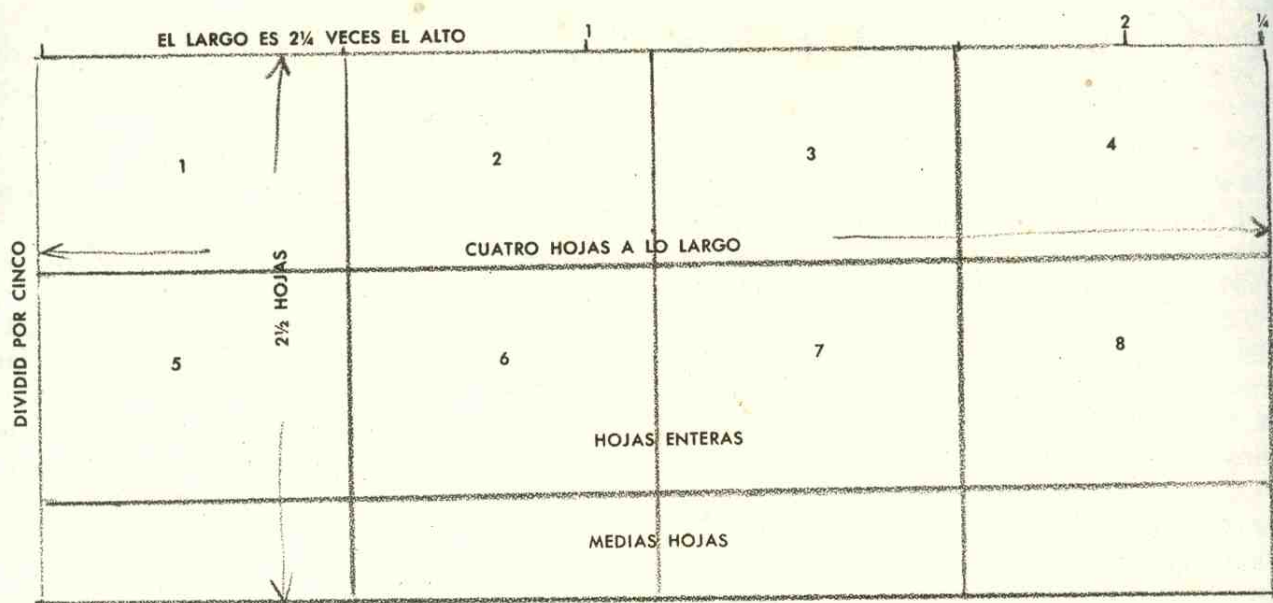 EL LARGO ES 2¼ VECES EL ALTO
1
2
¼
1
2
3
4
DIVIDID POR CINCO
2½ HOJAS
CUATRO HOJAS A LO LARGO
5
6
7
8
HOJAS ENTERAS
MEDIAS HOJAS